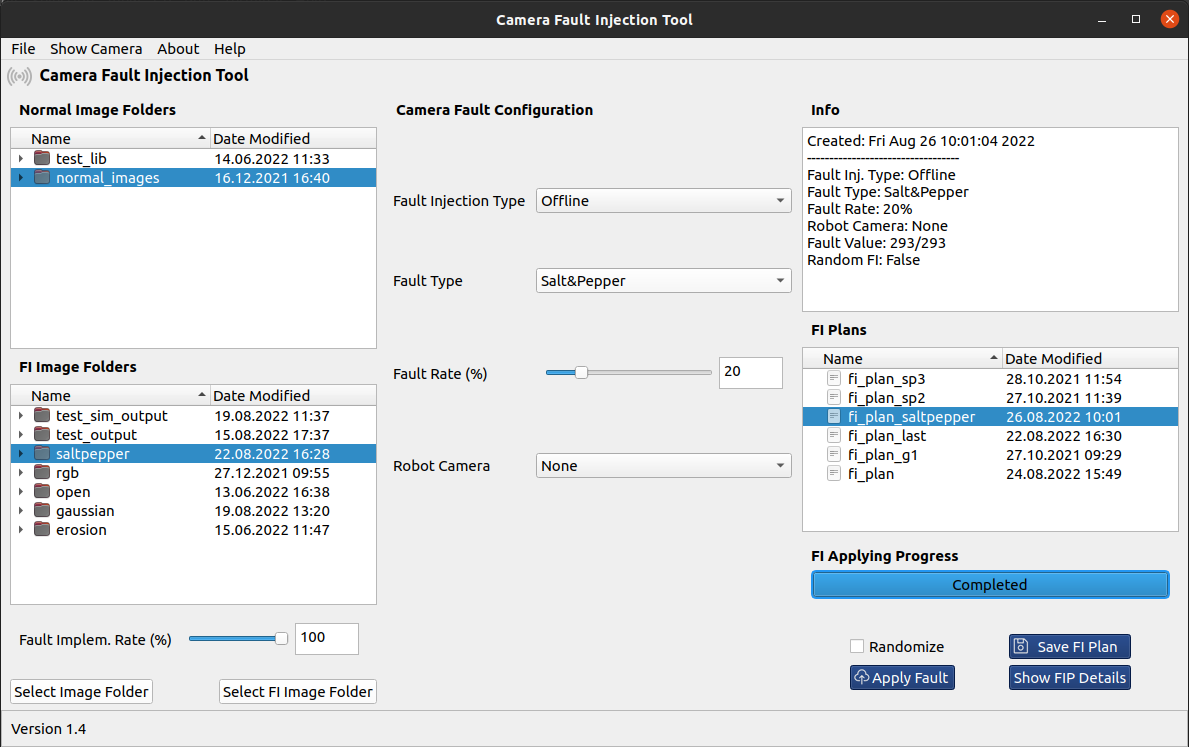 Camera Fault Injection Tool
File Show Camera About Help
Camera Fault Injection Tool
Normal Image Folders
Name Date Modified
test_lib 14.06.2022 11:33
normal_images 16.12.2021 16:40
FI Image Folders
Name Date Modified
test_sim_output 19.08.2022 11:37
test_output 15.08.2022 17:37
saltpepper 22.08.2022 16:28
rgb 27.12.2021 09:55
open 13.06.2022 16:38
gaussian 19.08.2022 13:20
erosion 15.06.2022 11:47
Fault Implem. Rate (%) 100
Select Image Folder Select FI Image Folder
Camera Fault Configuration
Fault Injection Type Offline
Fault Type Salt&Pepper
Fault Rate (%) 20
Robot Camera None
Info
Created: Fri Aug 26 10:01:04 2022
----------------------------------
Fault Inj. Type: Offline
Fault Type: Salt&Pepper
Fault Rate: 20%
Robot Camera: None
Fault Value: 293/293
Random FI: False
FI Plans
Name Date Modified
fi_plan_sp3 28.10.2021 11:54
fi_plan_sp2 27.10.2021 11:39
fi_plan_saltpepper 26.08.2022 10:01
fi_plan_last 22.08.2022 16:30
fi_plan_g1 27.10.2021 09:29
fi_plan 24.08.2022 15:49
FI Applying Progress
Completed
Randomize Save FI Plan
Apply Fault Show FIP Details
Version 1.4